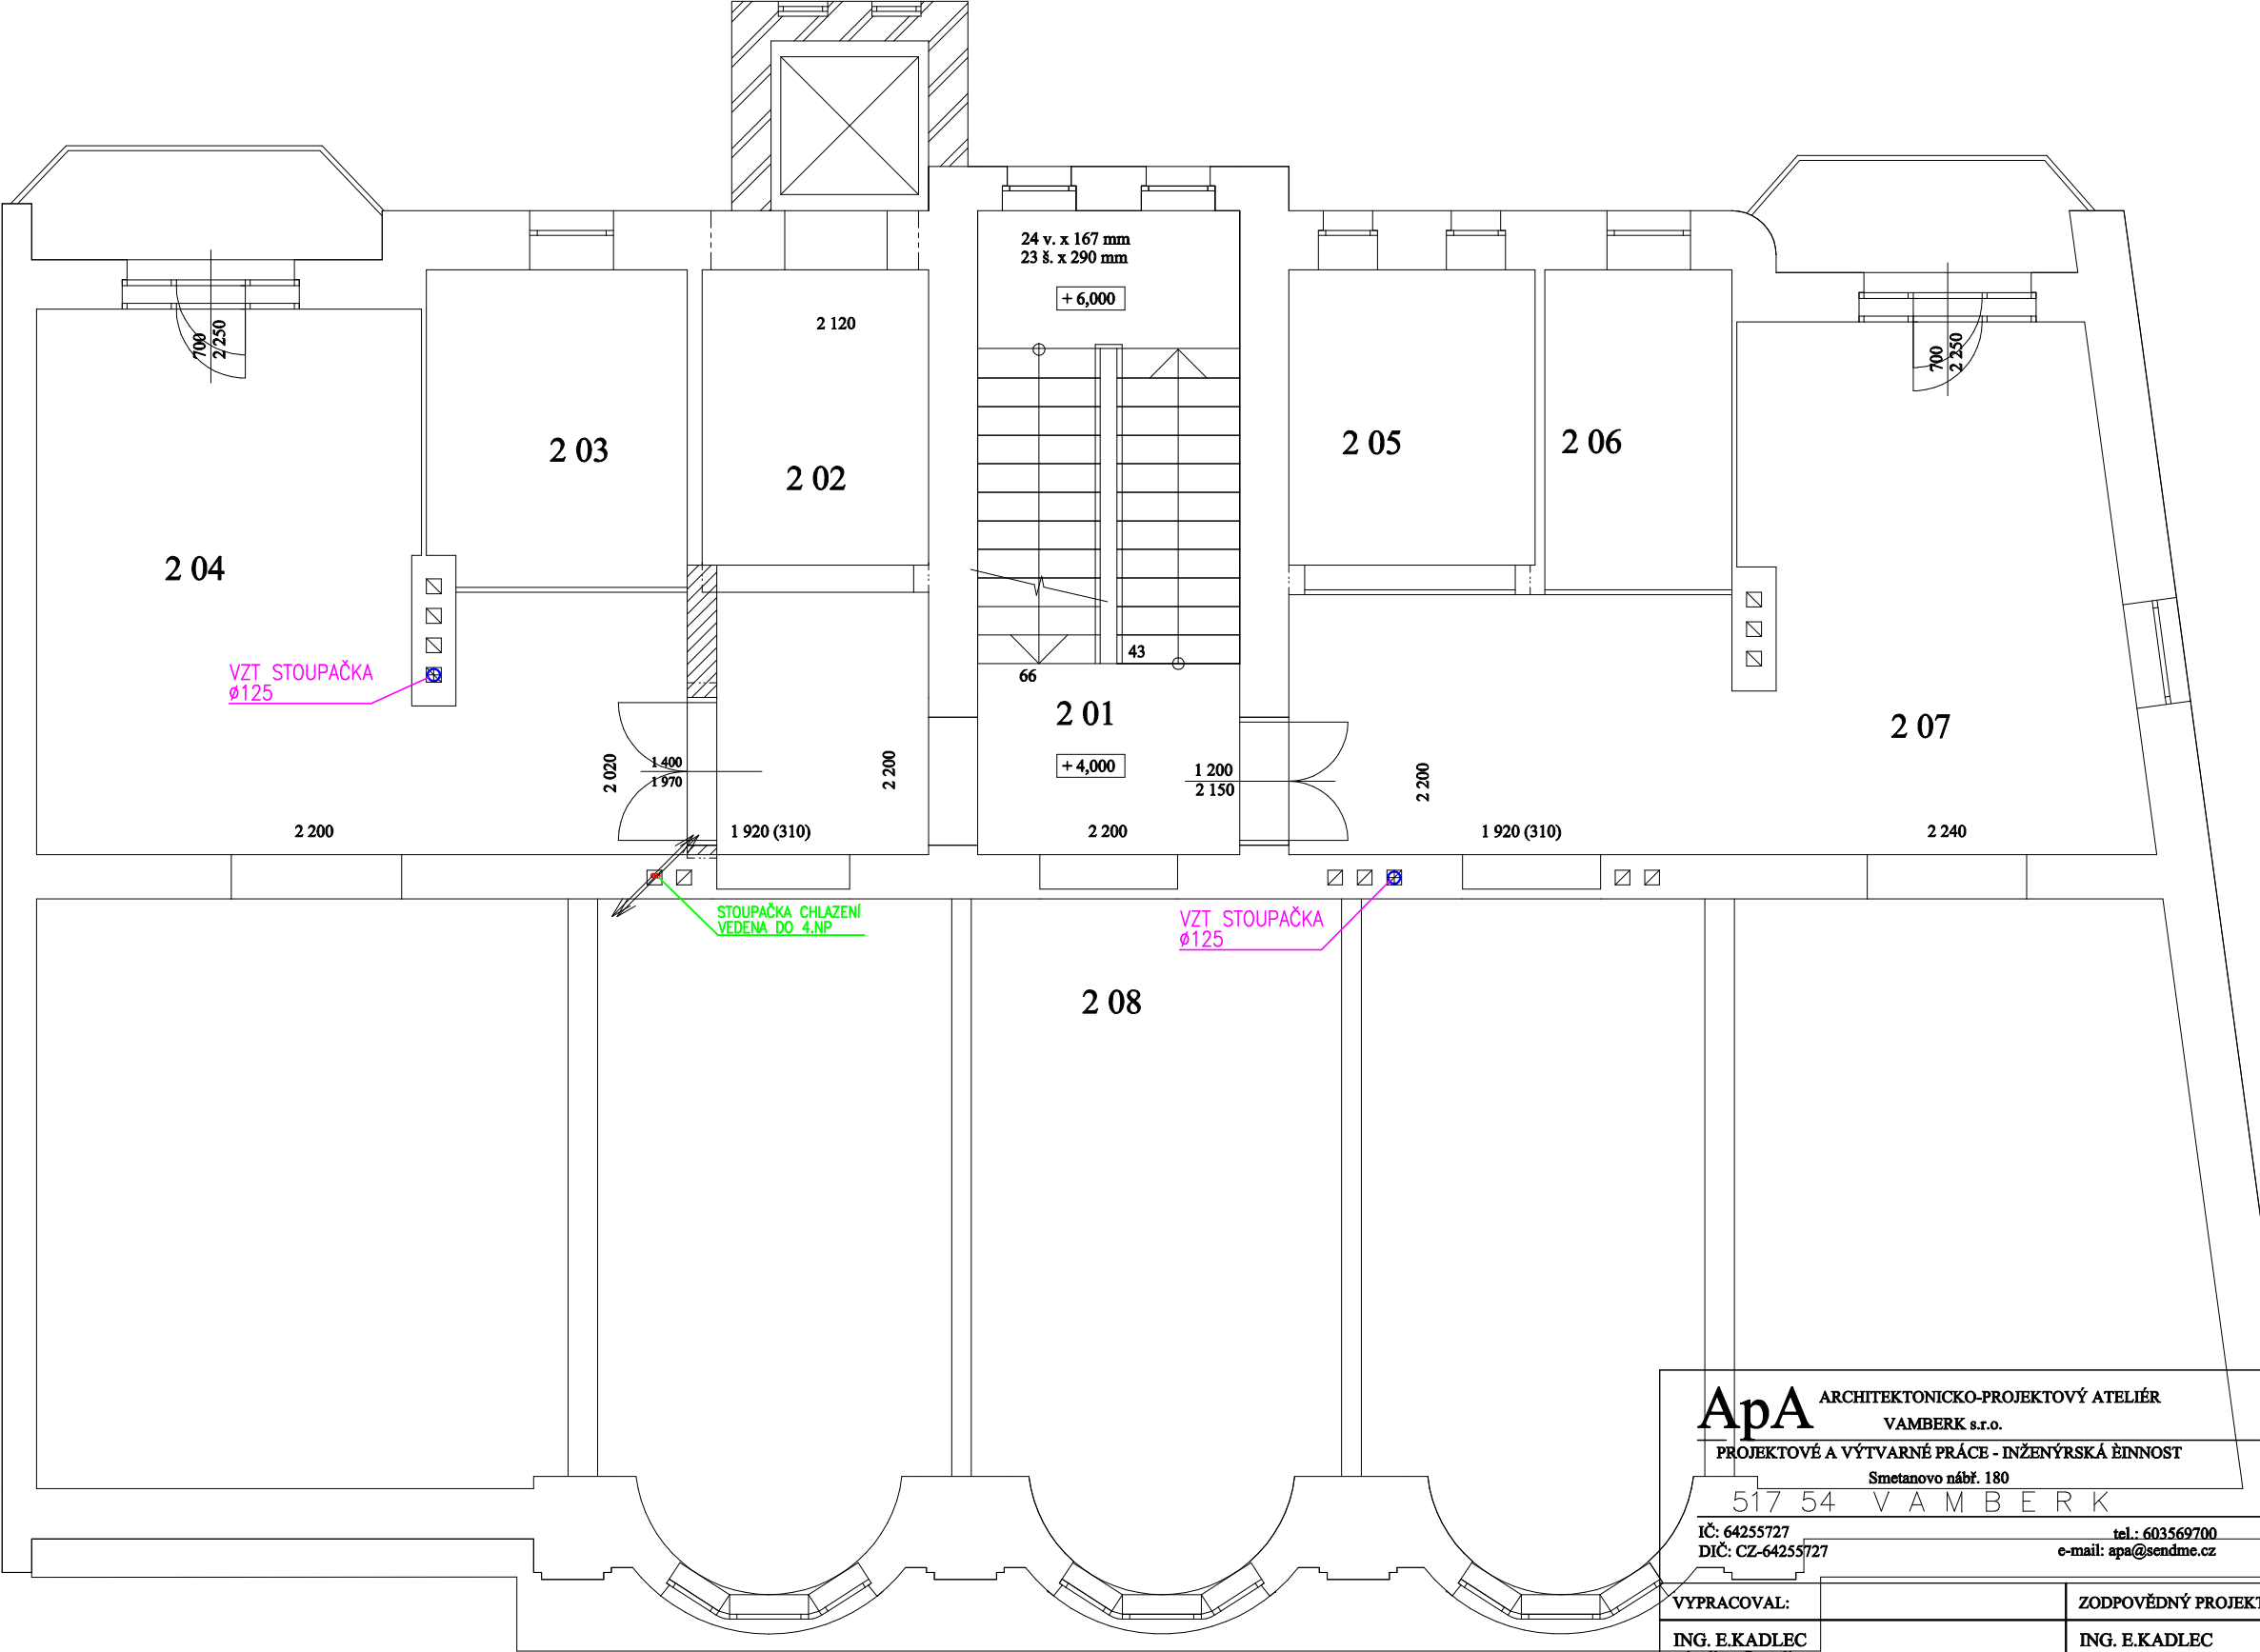 24 v. x 167 mm
23 š. x 290 mm
+ 6,000
2 120
700
2 250
700
2 250
2 03
2 02
2 05
2 06
2 04
VZT STOUPAČKA
ø125
43
66
2 01
2 07
+ 4,000
2 020
1 400
1 970
2 200
1 200
2 150
2 200
2 200
1 920 (310)
2 200
1 920 (310)
2 240
STOUPAČKA CHLAZENÍ
VEDENA DO 4.NP
VZT STOUPAČKA
ø125
2 08
ApA ARCHITEKTONICKO-PROJEKTOVÝ ATELIÉR
VAMBERK s.r.o.
PROJEKTOVÉ A VÝTVARNÉ PRÁCE - INŽENÝRSKÁ ÈINNOST
Smetanovo nábř. 180
517 54 VAMBERK
IČ: 64255727 tel.: 603569700
DIČ: CZ-64255727 e-mail: apa@sendme.cz
VYPRACOVAL: ZODPOVĚDNÝ PROJEKT
ING. E.KADLEC ING. E.KADLEC